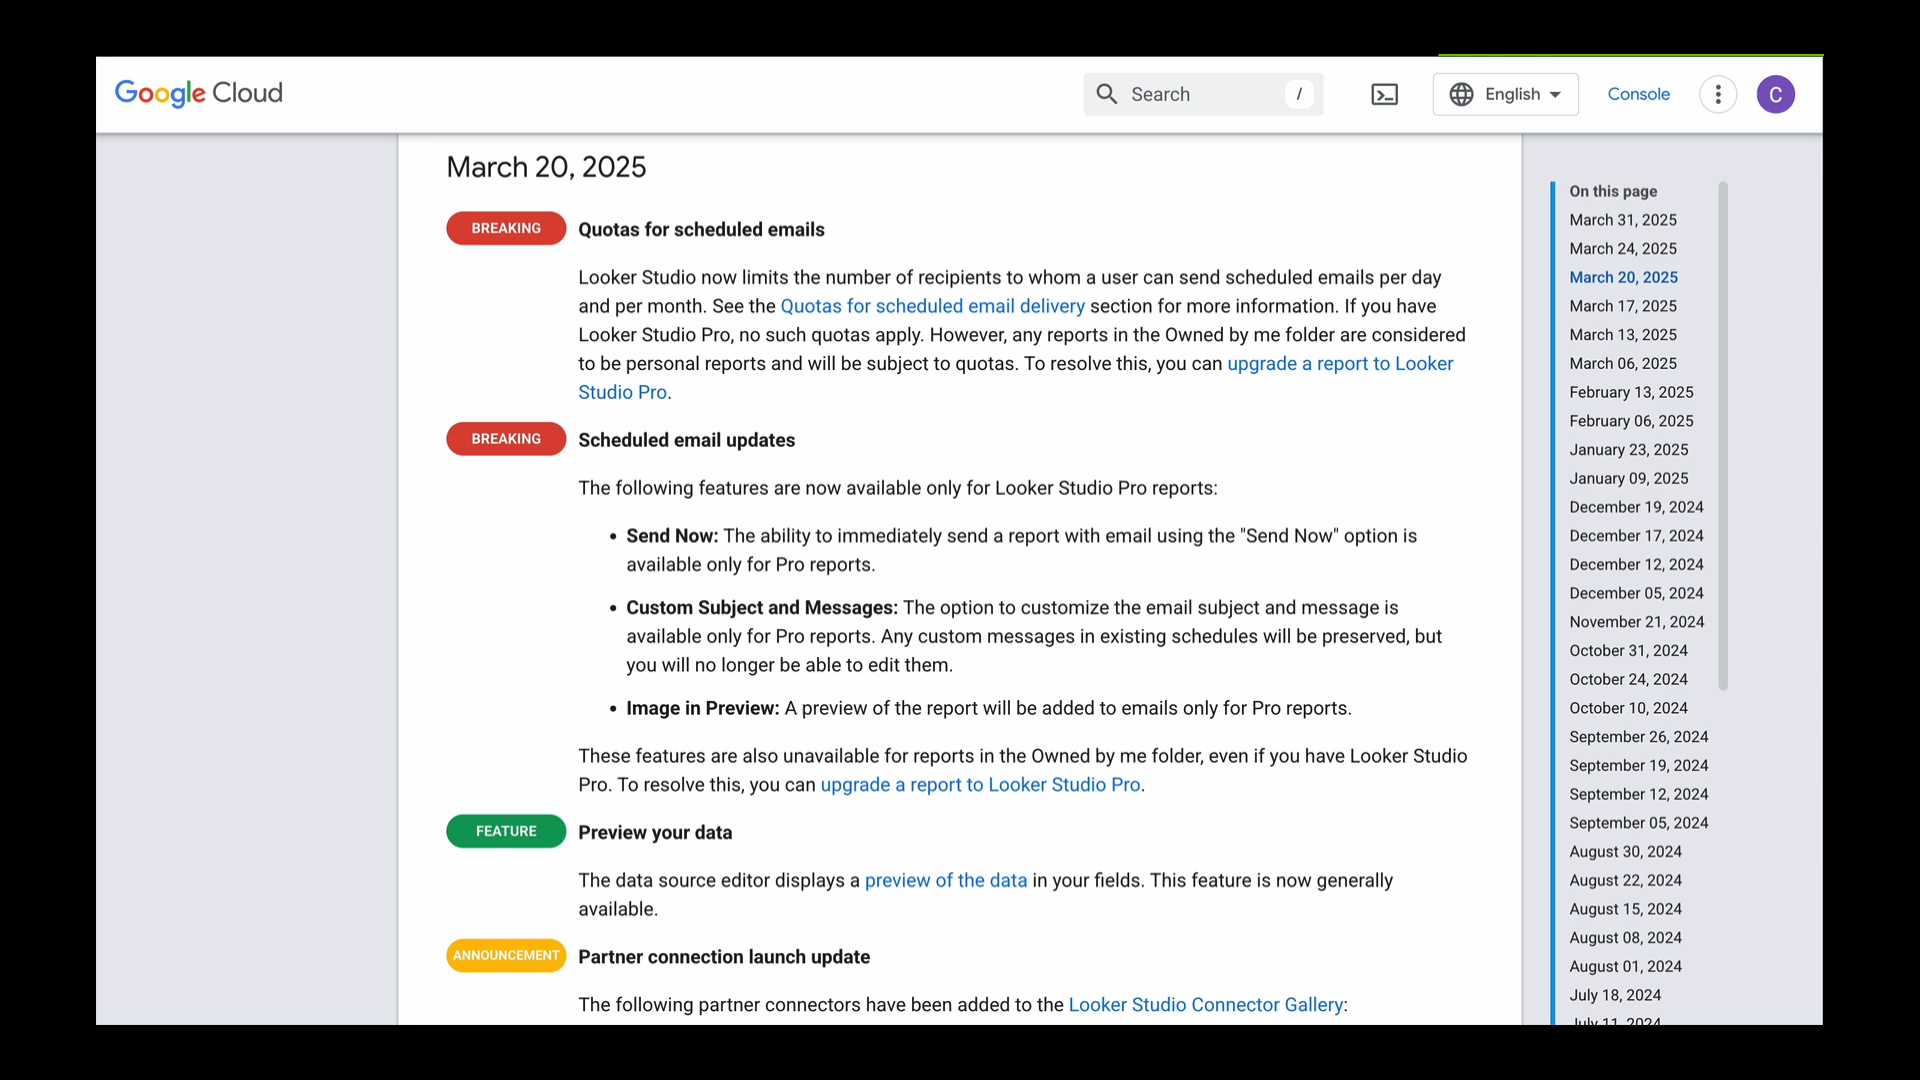 Google Cloud
Search
/
English
Console
C
March 20, 2025
BREAKING
Quotas for scheduled emails
Looker Studio now limits the number of recipients to whom a user can send scheduled emails per day
and per month. See the Quotas for scheduled email delivery section for more information. If you have
Looker Studio Pro, no such quotas apply. However, any reports in the Owned by me folder are considered
to be personal reports and will be subject to quotas. To resolve this, you can upgrade a report to Looker
Studio Pro.
BREAKING
Scheduled email updates
The following features are now available only for Looker Studio Pro reports:
• Send Now: The ability to immediately send a report with email using the "Send Now" option is
available only for Pro reports.
• Custom Subject and Messages: The option to customize the email subject and message is
available only for Pro reports. Any custom messages in existing schedules will be preserved, but
you will no longer be able to edit them.
• Image in Preview: A preview of the report will be added to emails only for Pro reports.
These features are also unavailable for reports in the Owned by me folder, even if you have Looker Studio
Pro. To resolve this, you can upgrade a report to Looker Studio Pro.
FEATURE
Preview your data
The data source editor displays a preview of the data in your fields. This feature is now generally
available.
ANNOUNCEMENT
Partner connection launch update
The following partner connectors have been added to the Looker Studio Connector Gallery:
On this page
March 31, 2025
March 24, 2025
March 20, 2025
March 17, 2025
March 13, 2025
March 06, 2025
February 13, 2025
February 06, 2025
January 23, 2025
January 09, 2025
December 19, 2024
December 17, 2024
December 12, 2024
December 05, 2024
November 21, 2024
October 31, 2024
October 24, 2024
October 10, 2024
September 26, 2024
September 19, 2024
September 12, 2024
September 05, 2024
August 30, 2024
August 22, 2024
August 15, 2024
August 08, 2024
August 01, 2024
July 18, 2024
July 11, 2024